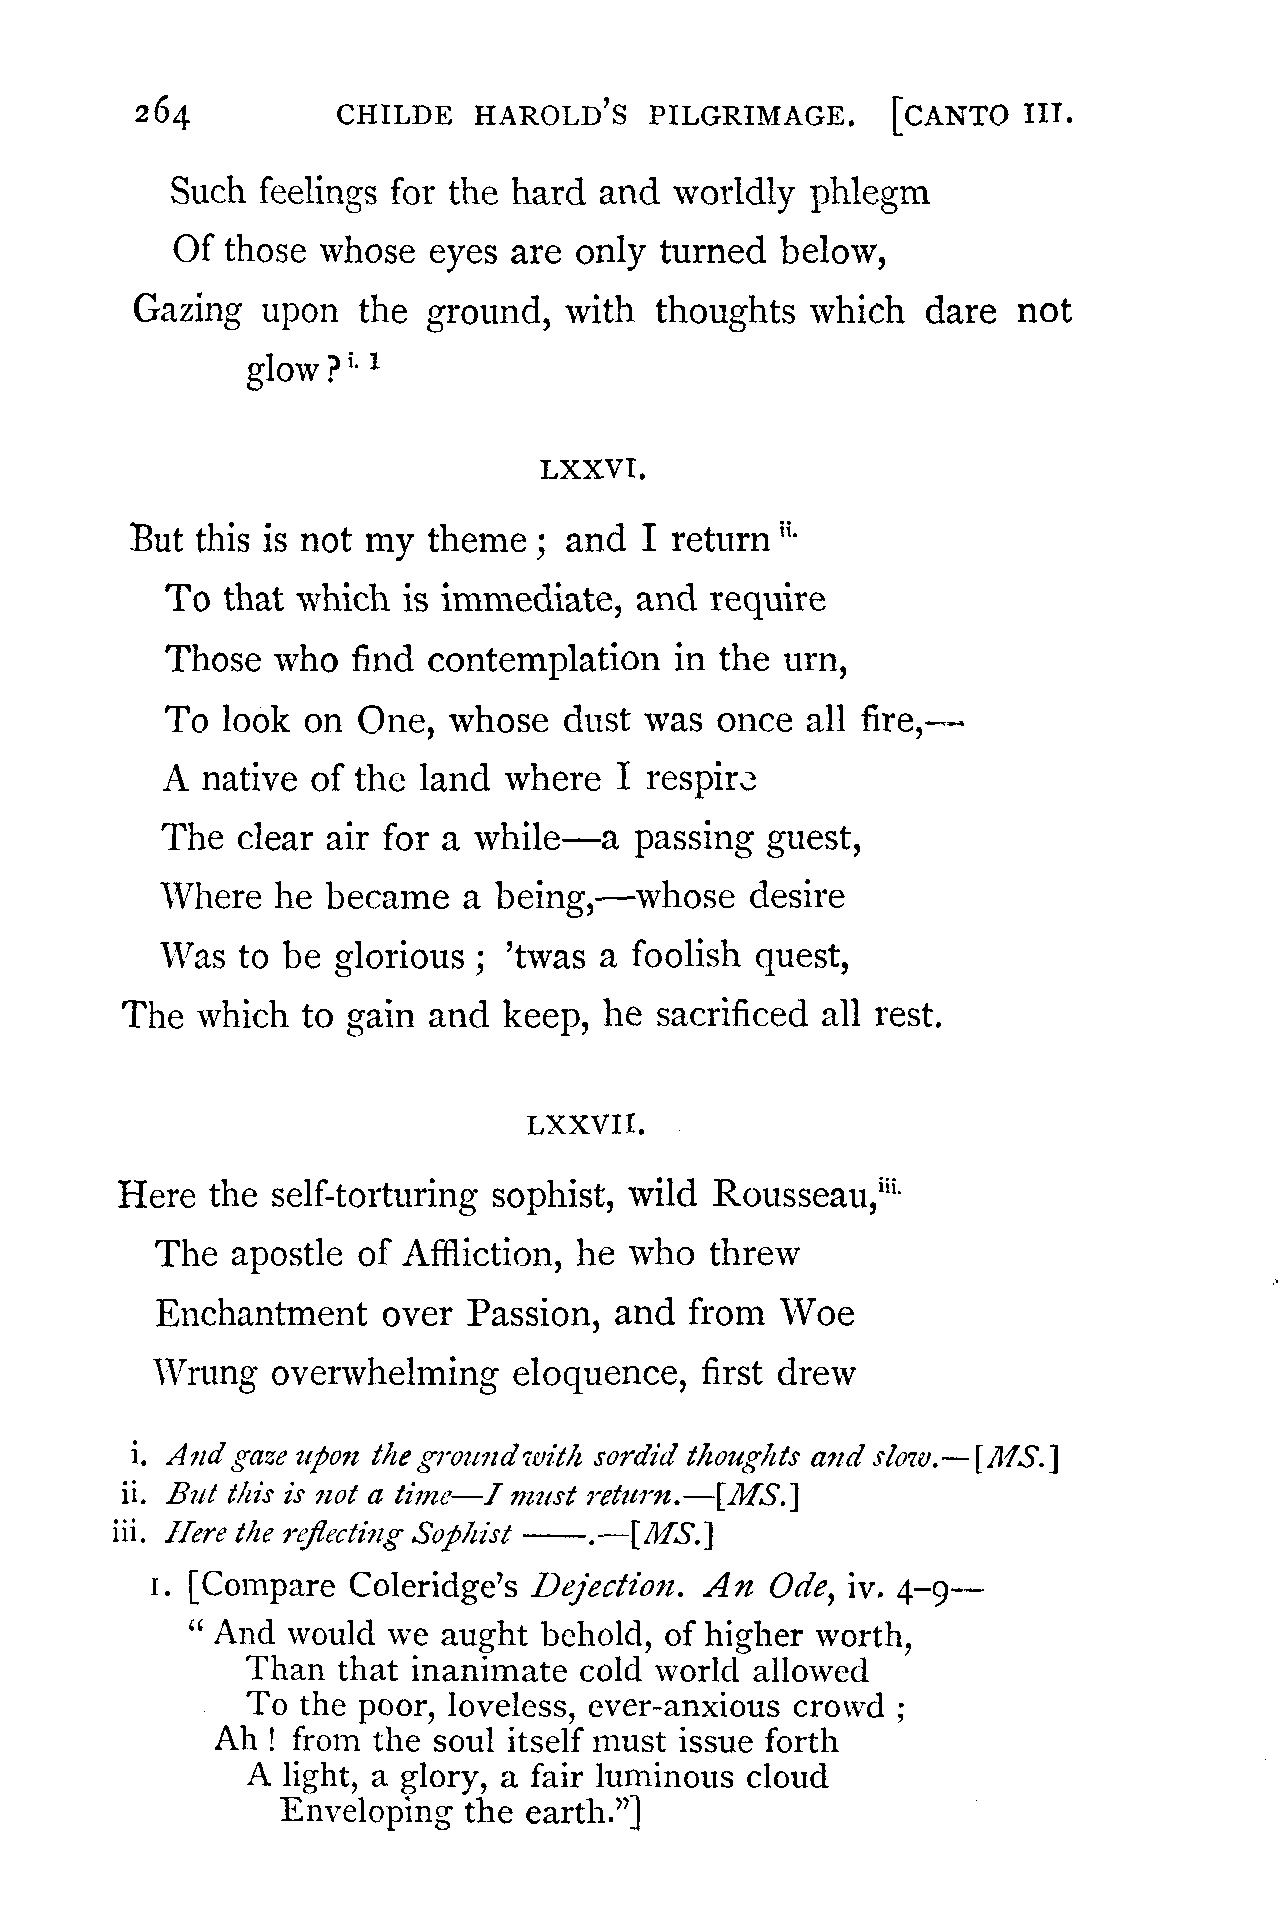 264 CHILDE HAROLD'S PILGRIMAGE. [CANTO III.
Such feelings for the hard and worldly phlegm
Of those whose eyes are only turned below,
Gazing upon the ground, with thoughts which dare not
glow? i. 1
LXXVI.
But this is not my theme; and I return ii.
To that which is immediate, and require
Those who find contemplation in the urn,
To look on One, whose dust was once all fire,—
A native of the land where I respire
The clear air for a while—a passing guest,
Where he became a being,—whose desire
Was to be glorious; 'twas a foolish quest,
The which to gain and keep, he sacrificed all rest.
LXXVII.
Here the self-torturing sophist, wild Rousseau, iii.
The apostle of Affliction, he who threw
Enchantment over Passion, and from Woe
Wrung overwhelming eloquence, first drew
i. And gaze upon the ground with sordid thoughts and slow.—[MS.]
ii. But this is not a time—I must return.—[MS.]
iii. Here the reflecting Sophist ——.—[MS.]
1. [Compare Coleridge's Dejection. An Ode, iv. 4–9—
"And would we aught behold, of higher worth,
Than that inanimate cold world allowed
To the poor, loveless, ever-anxious crowd;
Ah! from the soul itself must issue forth
A light, a glory, a fair luminous cloud
Enveloping the earth."]